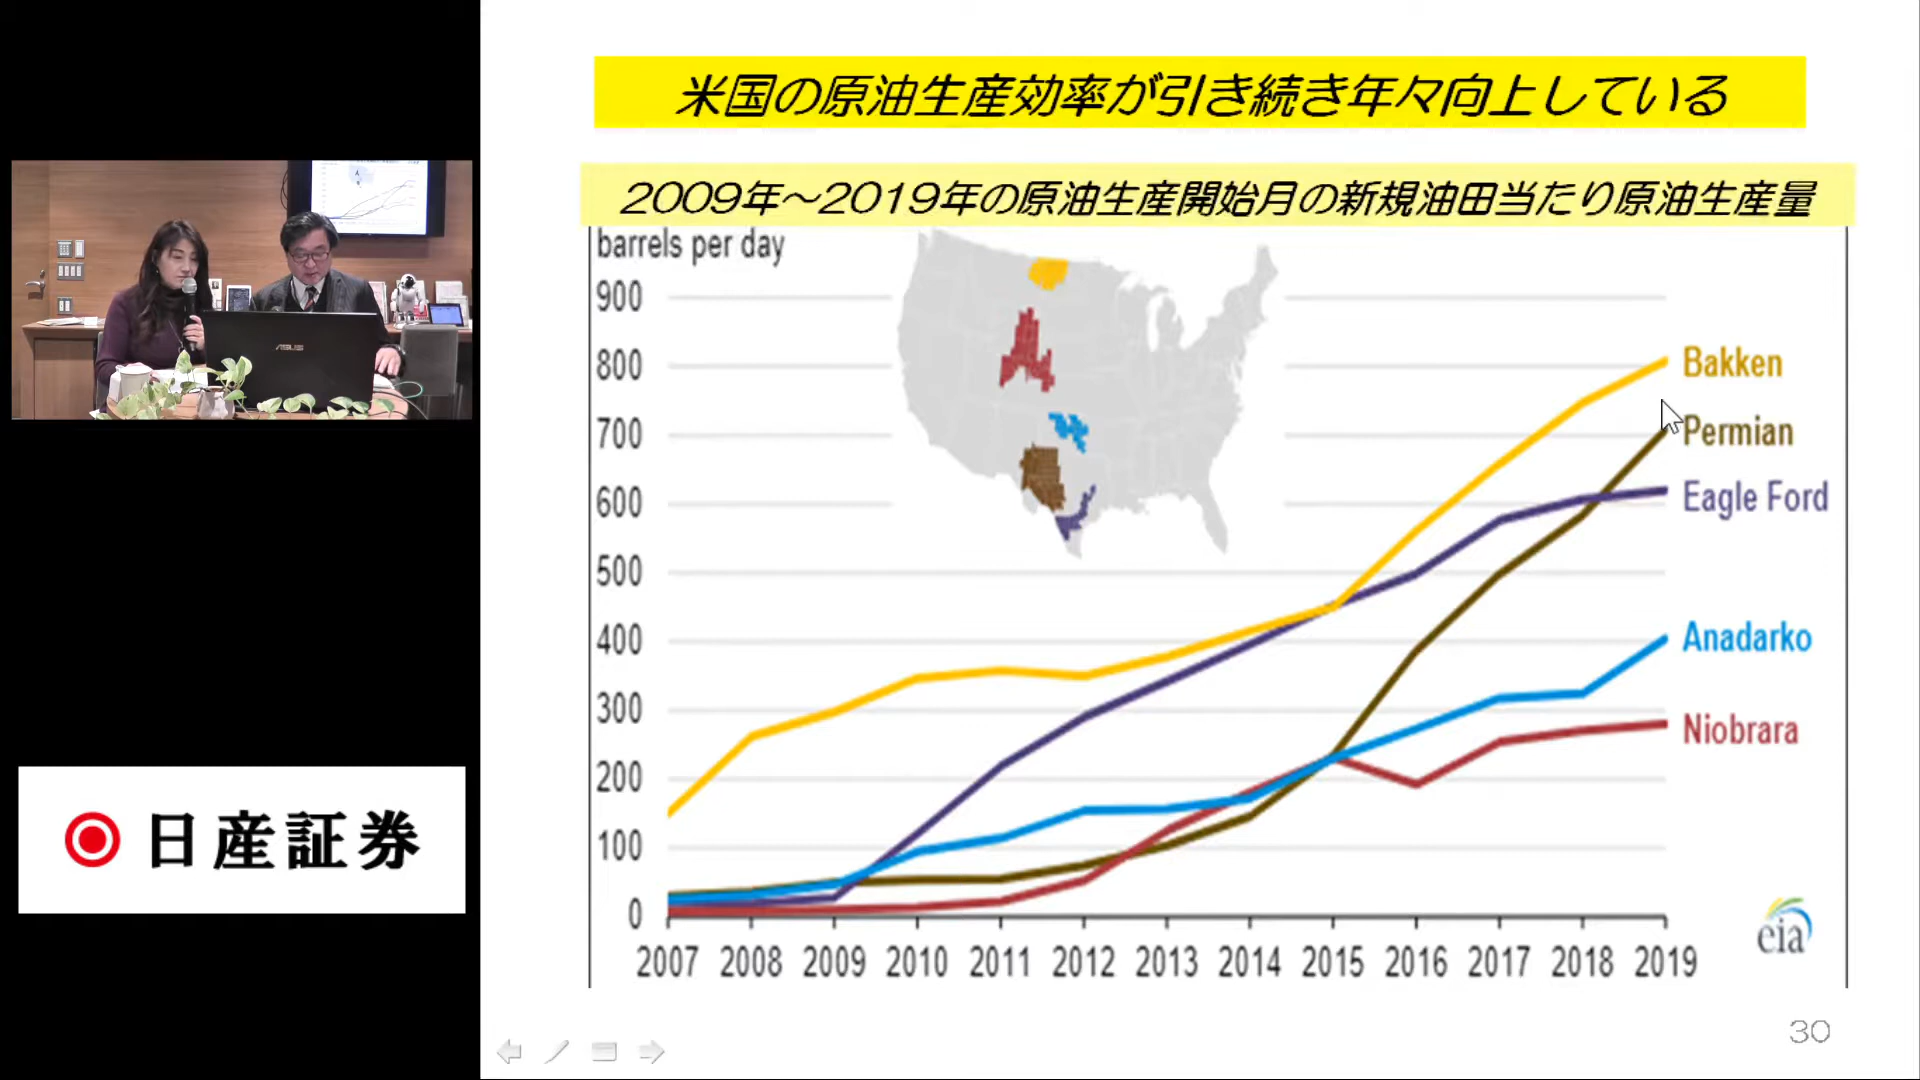 米国の原油生産効率が引き続き年々向上している
2009年～2019年の原油生産開始月の新規油田当たり原油生産量
barrels per day
900
800
700
600
500
400
300
200
100
0
2007 2008 2009 2010 2011 2012 2013 2014 2015 2016 2017 2018 2019
Bakken
Permian
Eagle Ford
Anadarko
Niobrara
eia
30
ASUS
日産証券